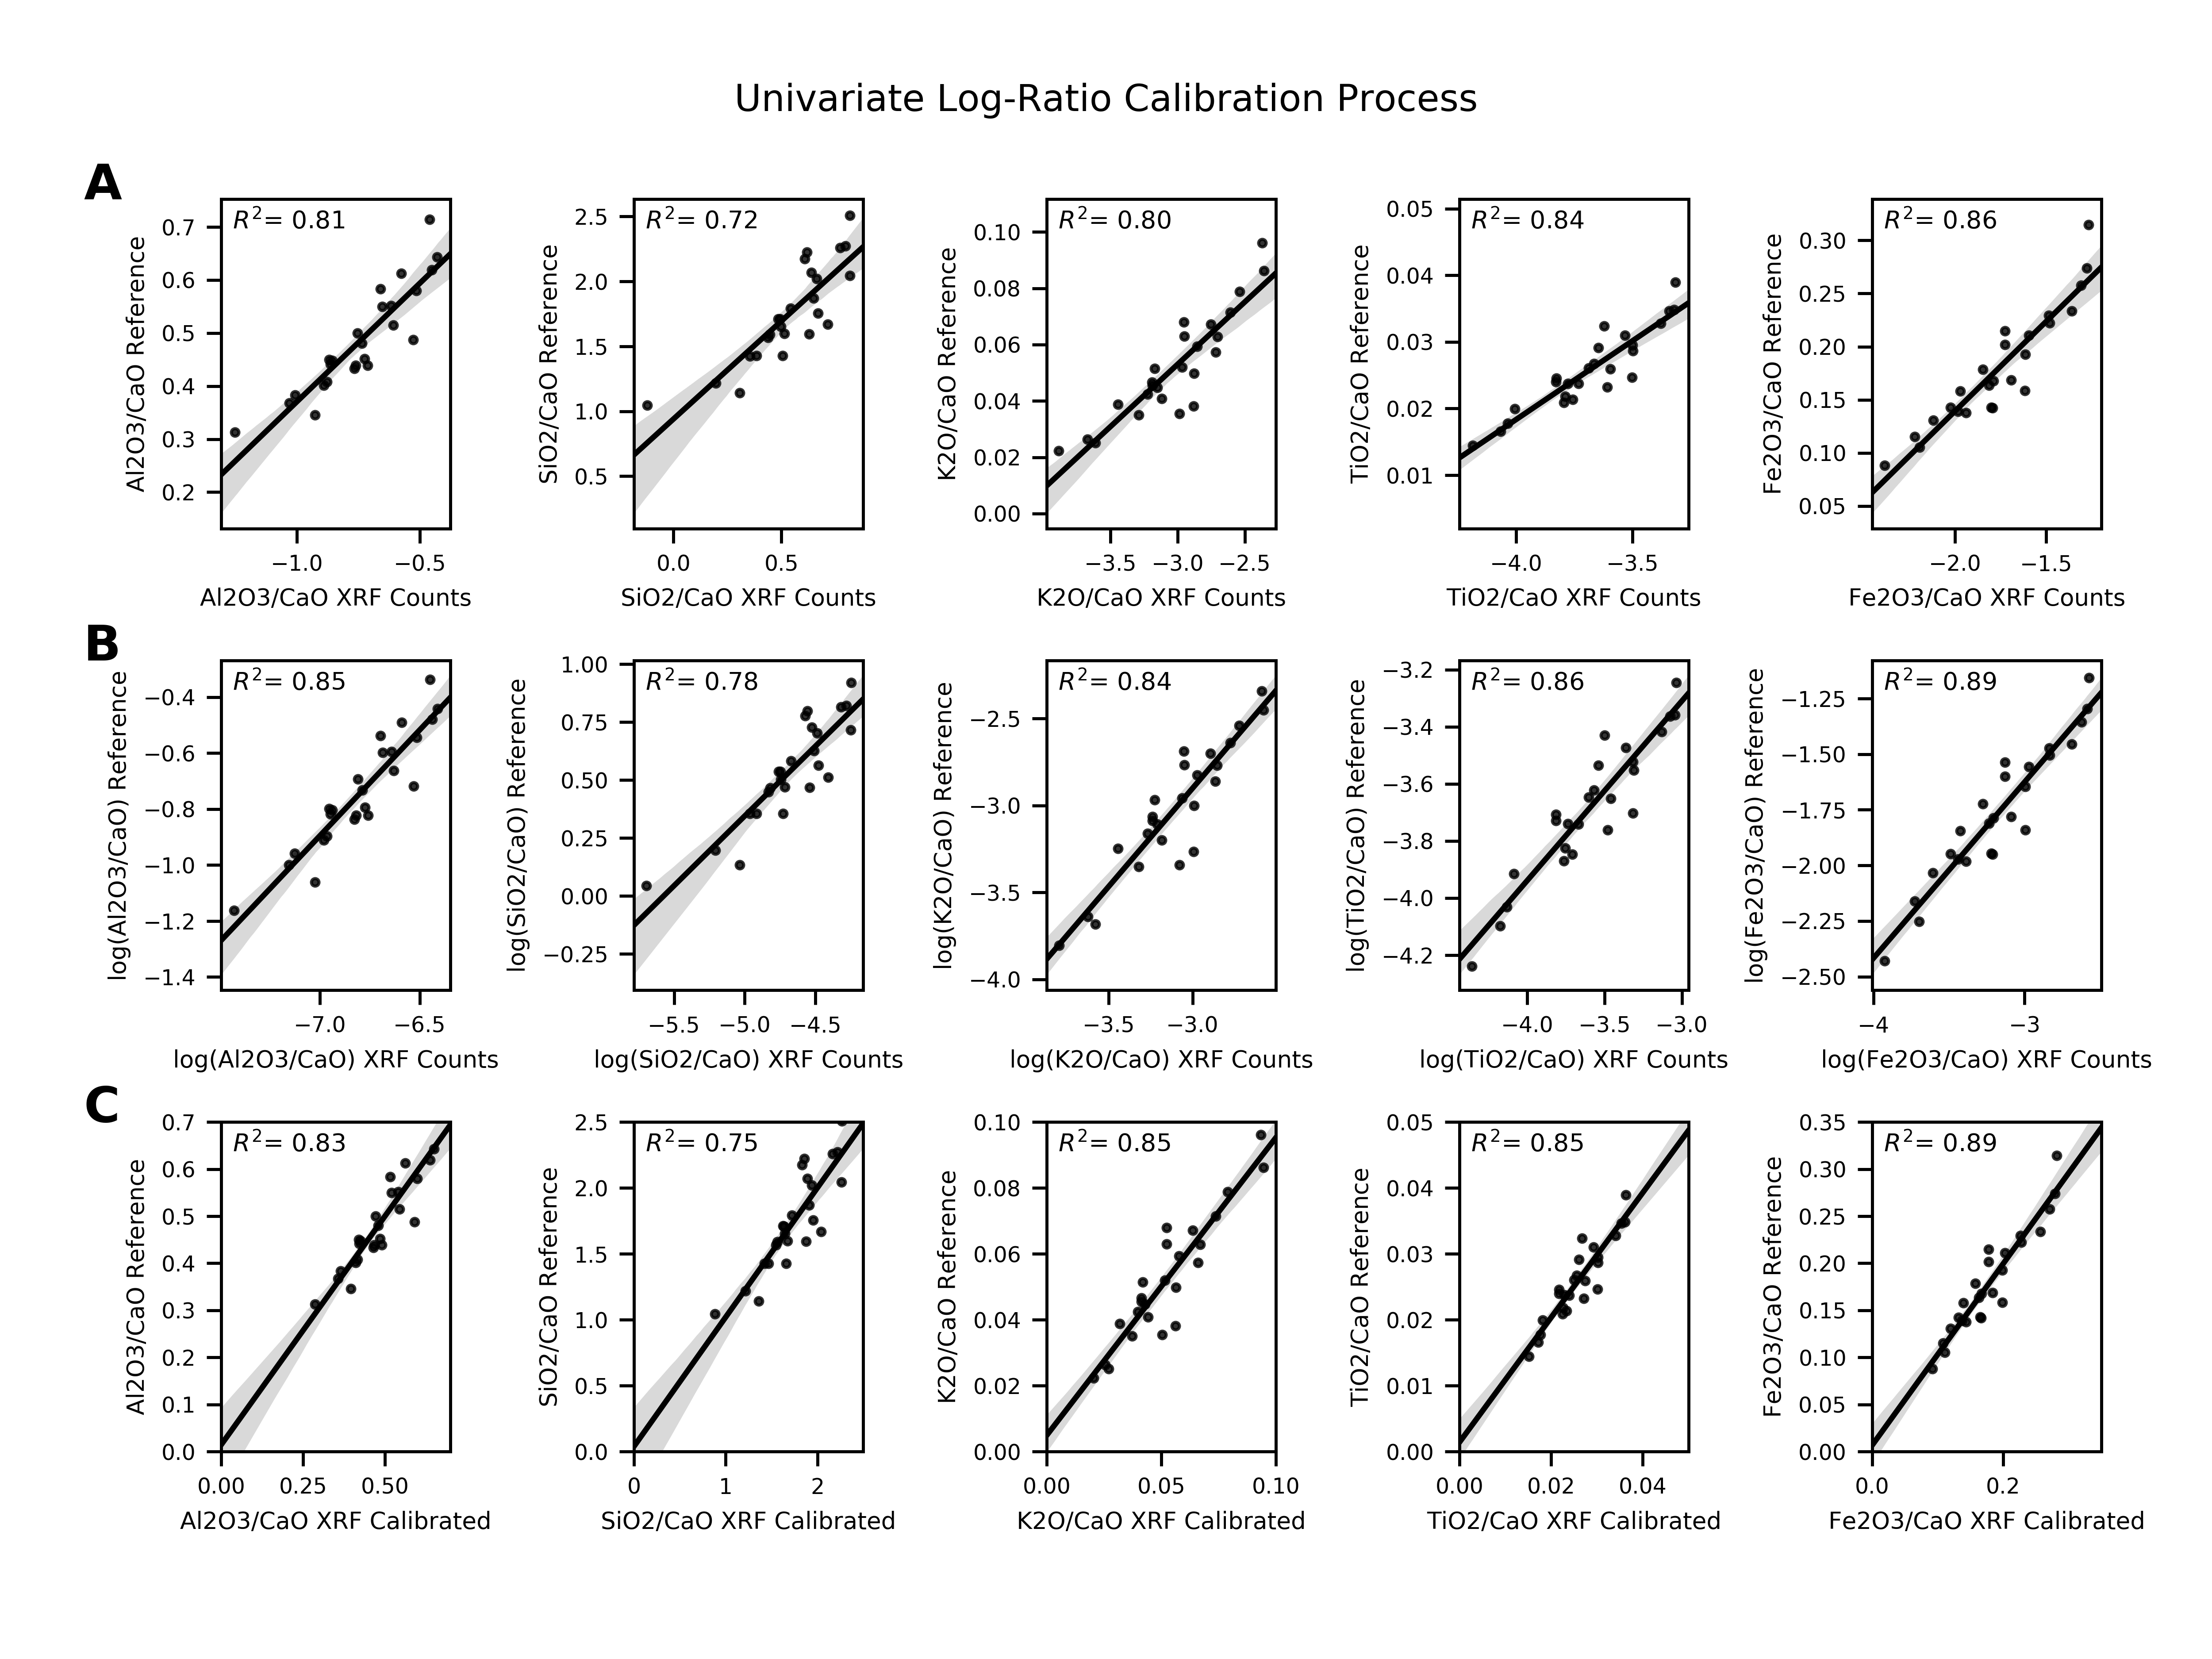 Univariate Log-Ratio Calibration Process
A
R²= 0.81
0.7
0.6
0.5
0.4
0.3
0.2
Al2O3/CaO Reference
−1.0 −0.5
Al2O3/CaO XRF Counts
R²= 0.72
2.5
2.0
1.5
1.0
0.5
SiO2/CaO Reference
0.0 0.5
SiO2/CaO XRF Counts
R²= 0.80
0.10
0.08
0.06
0.04
0.02
0.00
K2O/CaO Reference
−3.5 −3.0 −2.5
K2O/CaO XRF Counts
R²= 0.84
0.05
0.04
0.03
0.02
0.01
TiO2/CaO Reference
−4.0 −3.5
TiO2/CaO XRF Counts
R²= 0.86
0.30
0.25
0.20
0.15
0.10
0.05
Fe2O3/CaO Reference
−2.0 −1.5
Fe2O3/CaO XRF Counts
B
R²= 0.85
−0.4
−0.6
−0.8
−1.0
−1.2
−1.4
log(Al2O3/CaO) Reference
−7.0 −6.5
log(Al2O3/CaO) XRF Counts
R²= 0.78
1.00
0.75
0.50
0.25
0.00
−0.25
log(SiO2/CaO) Reference
−5.5 −5.0 −4.5
log(SiO2/CaO) XRF Counts
R²= 0.84
−2.5
−3.0
−3.5
−4.0
log(K2O/CaO) Reference
−3.5 −3.0
log(K2O/CaO) XRF Counts
R²= 0.86
−3.2
−3.4
−3.6
−3.8
−4.0
−4.2
log(TiO2/CaO) Reference
−4.0 −3.5 −3.0
log(TiO2/CaO) XRF Counts
R²= 0.89
−1.25
−1.50
−1.75
−2.00
−2.25
−2.50
log(Fe2O3/CaO) Reference
−4 −3
log(Fe2O3/CaO) XRF Counts
C
R²= 0.83
0.7
0.6
0.5
0.4
0.3
0.2
0.1
0.0
Al2O3/CaO Reference
0.00 0.25 0.50
Al2O3/CaO XRF Calibrated
R²= 0.75
2.5
2.0
1.5
1.0
0.5
0.0
SiO2/CaO Reference
0 1 2
SiO2/CaO XRF Calibrated
R²= 0.85
0.10
0.08
0.06
0.04
0.02
0.00
K2O/CaO Reference
0.00 0.05 0.10
K2O/CaO XRF Calibrated
R²= 0.85
0.05
0.04
0.03
0.02
0.01
0.00
TiO2/CaO Reference
0.00 0.02 0.04
TiO2/CaO XRF Calibrated
R²= 0.89
0.35
0.30
0.25
0.20
0.15
0.10
0.05
0.00
Fe2O3/CaO Reference
0.0 0.2
Fe2O3/CaO XRF Calibrated